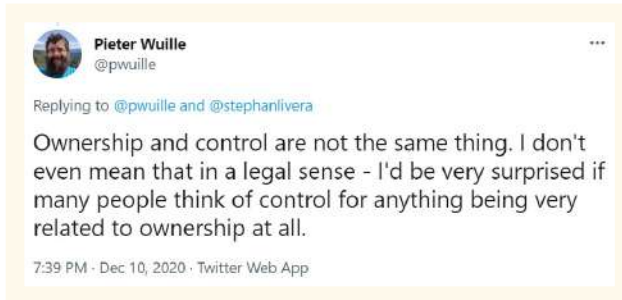 Pieter Wuille
@pwuille
Replying to @pwuille and @stephanlivera
Ownership and control are not the same thing. I don't
even mean that in a legal sense - I'd be very surprised if
many people think of control for anything being very
related to ownership at all.
7:39 PM · Dec 10, 2020 · Twitter Web App